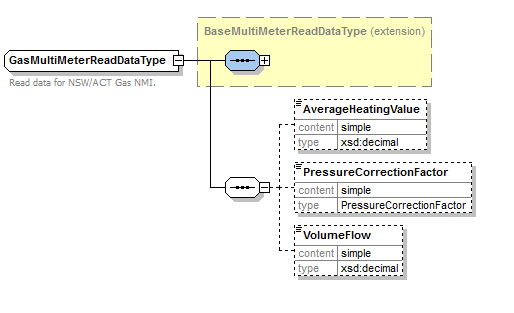 BaseMultiMeterReadDataType (extension)
GasMultiMeterReadDataType
Read data for NSW/ACT Gas NMI.
AverageHeatingValue
content simple
type xsd:decimal
PressureCorrectionFactor
content simple
type PressureCorrectionFactor
VolumeFlow
content simple
type xsd:decimal